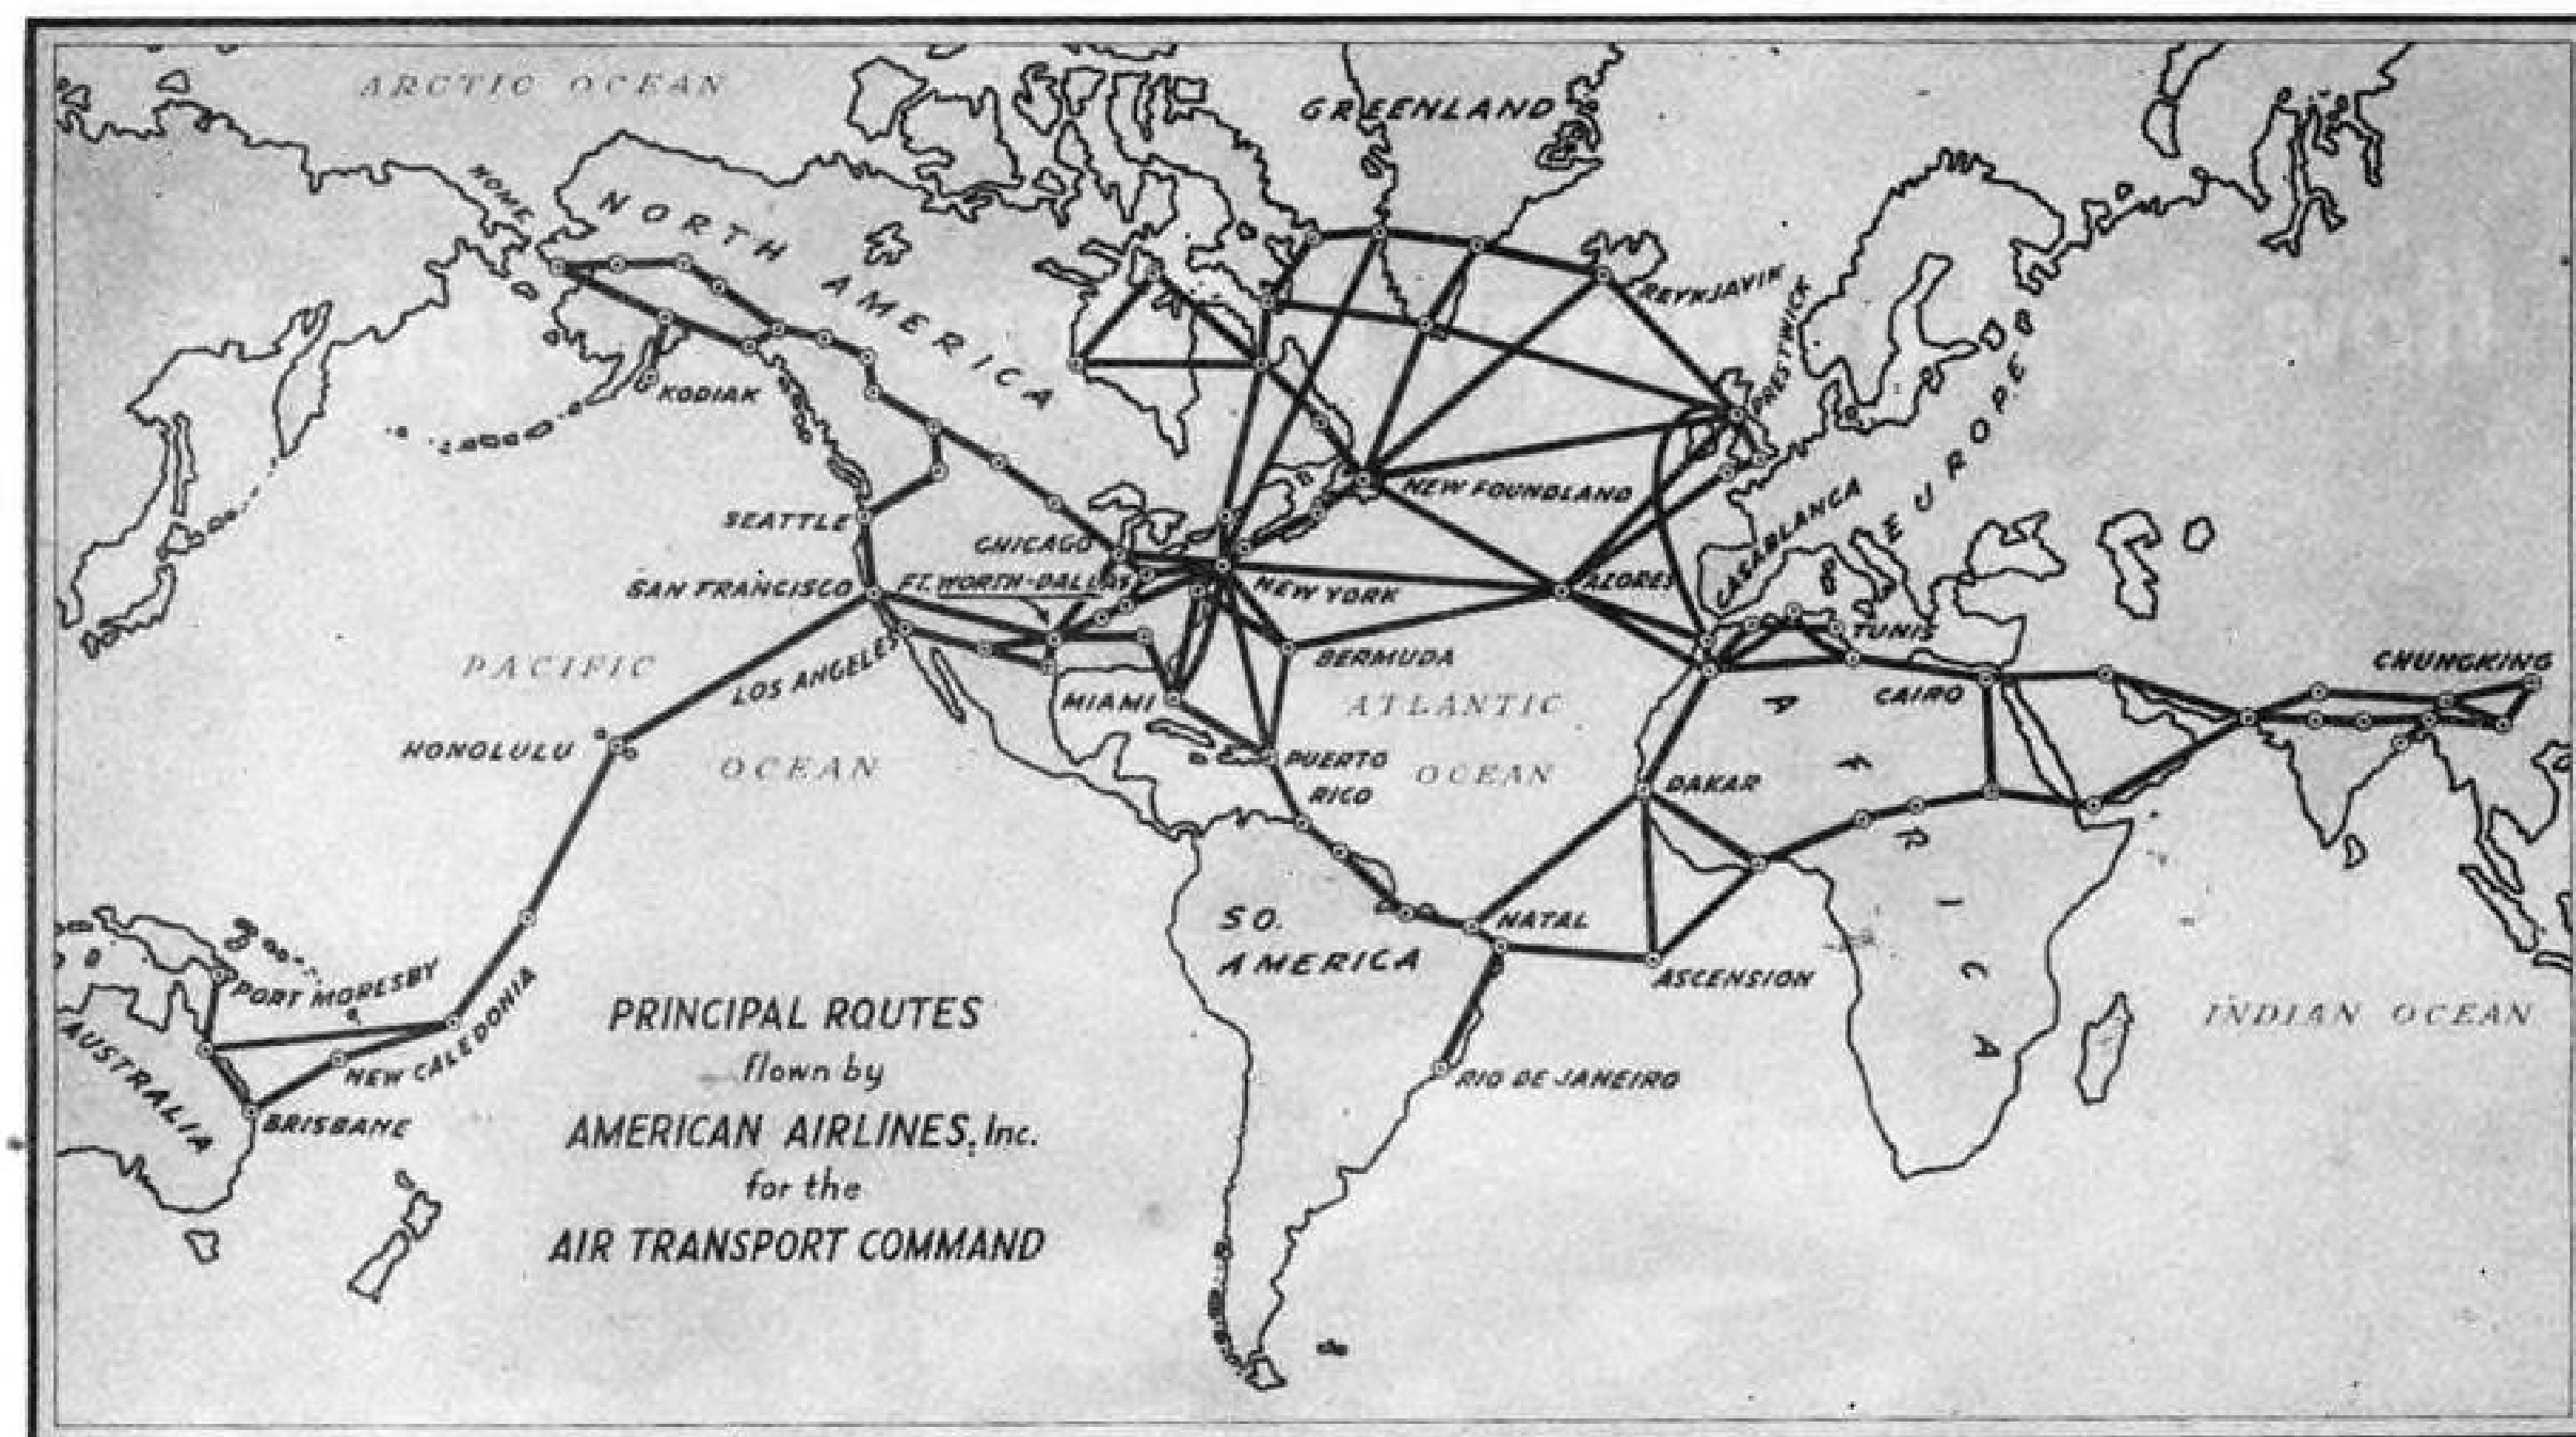 ARCTIC OCEAN
GREENLAND
NOME
NORTH
AMERICA
REYKJAVIK
PRESTWICK
KODIAK
EUROPE
NEW FOUNDLAND
SEATTLE
CHICAGO
CASABLANCA
SAN FRANCISCO
FT. WORTH-DALLAS
NEW YORK
AZORES
TUNIS
LOS ANGELES
BERMUDA
CHUNGKING
PACIFIC
OCEAN
MIAMI
ATLANTIC
OCEAN
CAIRO
HONOLULU
PUERTO
RICO
DAKAR
AFRICA
SO.
AMERICA
NATAL
ASCENSION
PORT MORESBY
NEW CALEDONIA
AUSTRALIA
BRISBANE
RIO DE JANEIRO
INDIAN OCEAN
PRINCIPAL ROUTES
flown by
AMERICAN AIRLINES, Inc.
for the
AIR TRANSPORT COMMAND